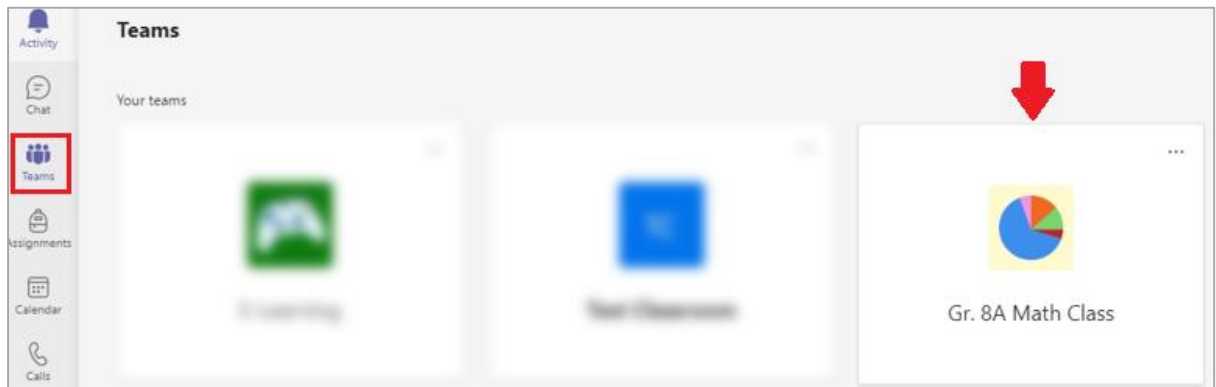 Activity
Chat
Teams
Assignments
Calendar
Calls
Teams
Your teams
...
Gr. 8A Math Class